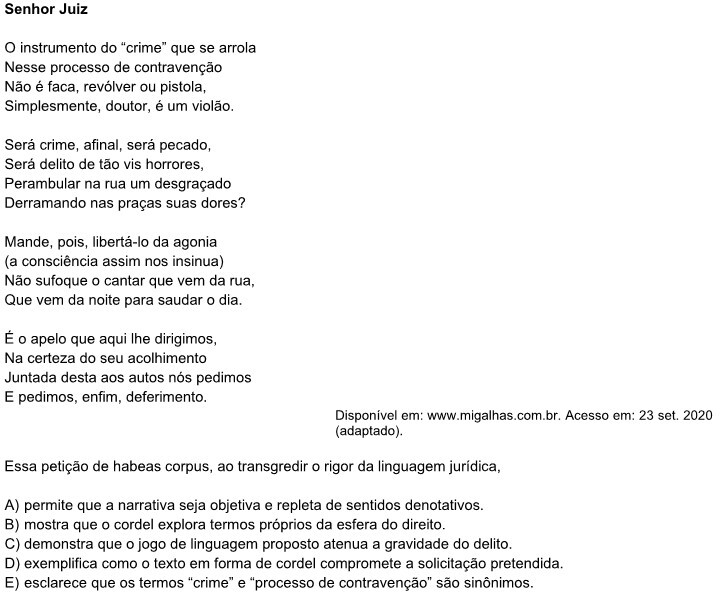 Senhor Juiz
O instrumento do “crime” que se arrola
Nesse processo de contravenção
Não é faca, revólver ou pistola,
Simplesmente, doutor, é um violão.
Será crime, afinal, será pecado,
Será delito de tão vis horrores,
Perambular na rua um desgraçado
Derramando nas praças suas dores?
Mande, pois, libertá-lo da agonia
(a consciência assim nos insinua)
Não sufoque o cantar que vem da rua,
Que vem da noite para saudar o dia.
É o apelo que aqui lhe dirigimos,
Na certeza do seu acolhimento
Juntada desta aos autos nós pedimos
E pedimos, enfim, deferimento.
Disponível em: www.migalhas.com.br. Acesso em: 23 set. 2020
(adaptado).
Essa petição de habeas corpus, ao transgredir o rigor da linguagem jurídica,
A) permite que a narrativa seja objetiva e repleta de sentidos denotativos.
B) mostra que o cordel explora termos próprios da esfera do direito.
C) demonstra que o jogo de linguagem proposto atenua a gravidade do delito.
D) exemplifica como o texto em forma de cordel compromete a solicitação pretendida.
E) esclarece que os termos “crime” e “processo de contravenção” são sinônimos.